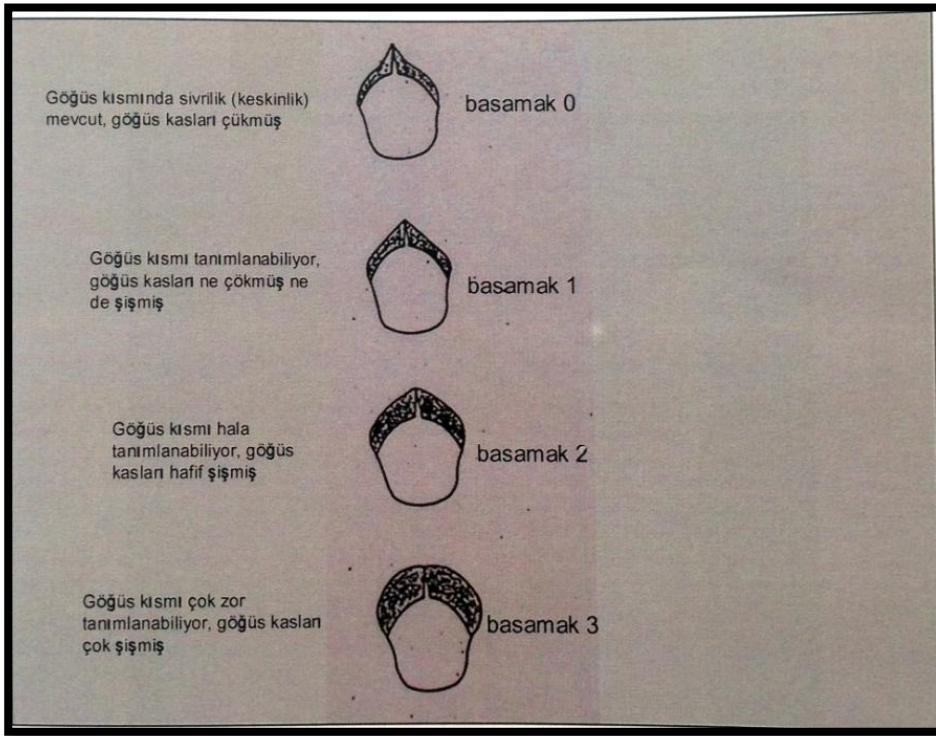 Göğüs kısmında sivrilik (keskinlik)
mevcut, göğüs kasları çükmüş
basamak 0
Göğüs kısmı tanımlanabiliyor,
göğüs kasları ne çökmüş ne
de şişmiş
basamak 1
Göğüs kısmı hala
tanımlanabiliyor, göğüs
kasları hafif şişmiş
basamak 2
Göğüs kısmı çok zor
tanımlanabiliyor, göğüs kasları
çok şişmiş
basamak 3